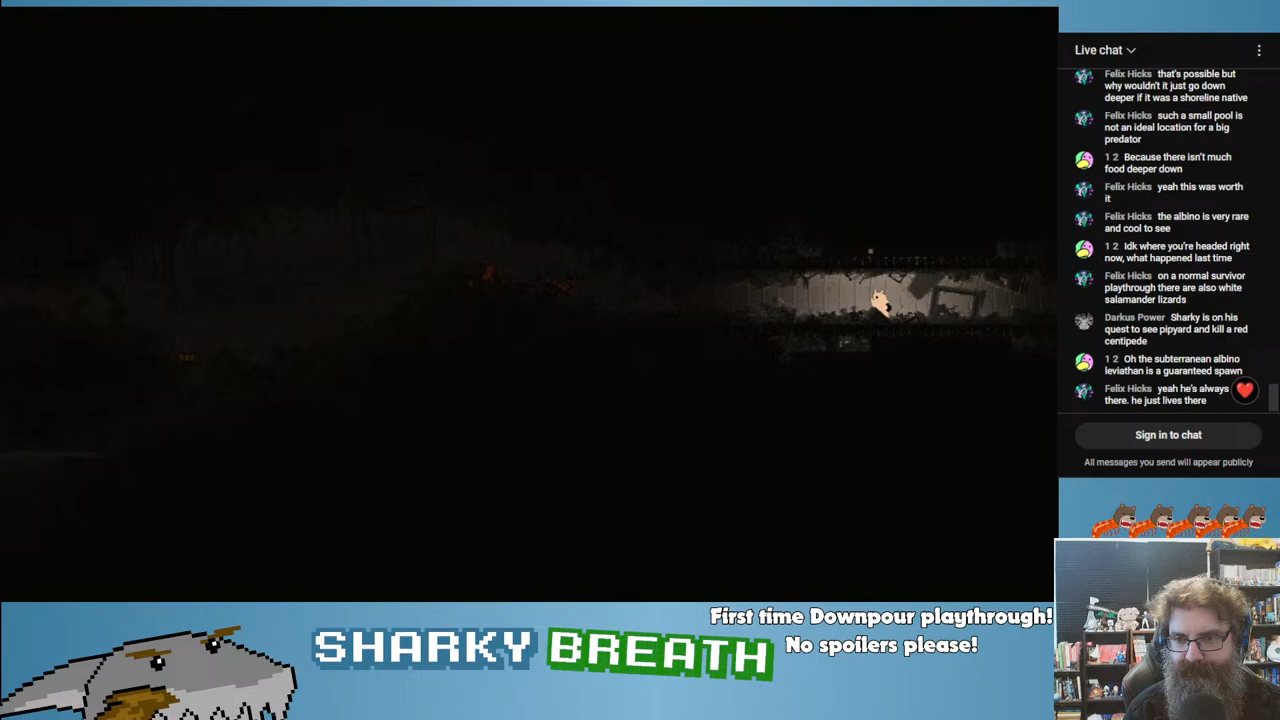 Live chat
Felix Hicks that's possible but
why wouldn't it just go down
deeper if it was a shoreline native
Felix Hicks such a small pool is
not an ideal location for a big
predator
1 2 Because there isn't much
food deeper down
Felix Hicks yeah this was worth
it
Felix Hicks the albino is very rare
and cool to see
1 2 Idk where you're headed right
now, what happened last time
Felix Hicks on a normal survivor
playthrough there are also white
salamander lizards
Darkus Power Sharky is on his
quest to see pipyard and kill a red
centipede
1 2 Oh the subterranean albino
leviathan is a guaranteed spawn
Felix Hicks yeah he's always
there. he just lives there
Sign in to chat
All messages you send will appear publicly
First time Downpour playthrough!
No spoilers please!
SHARKY BREATH